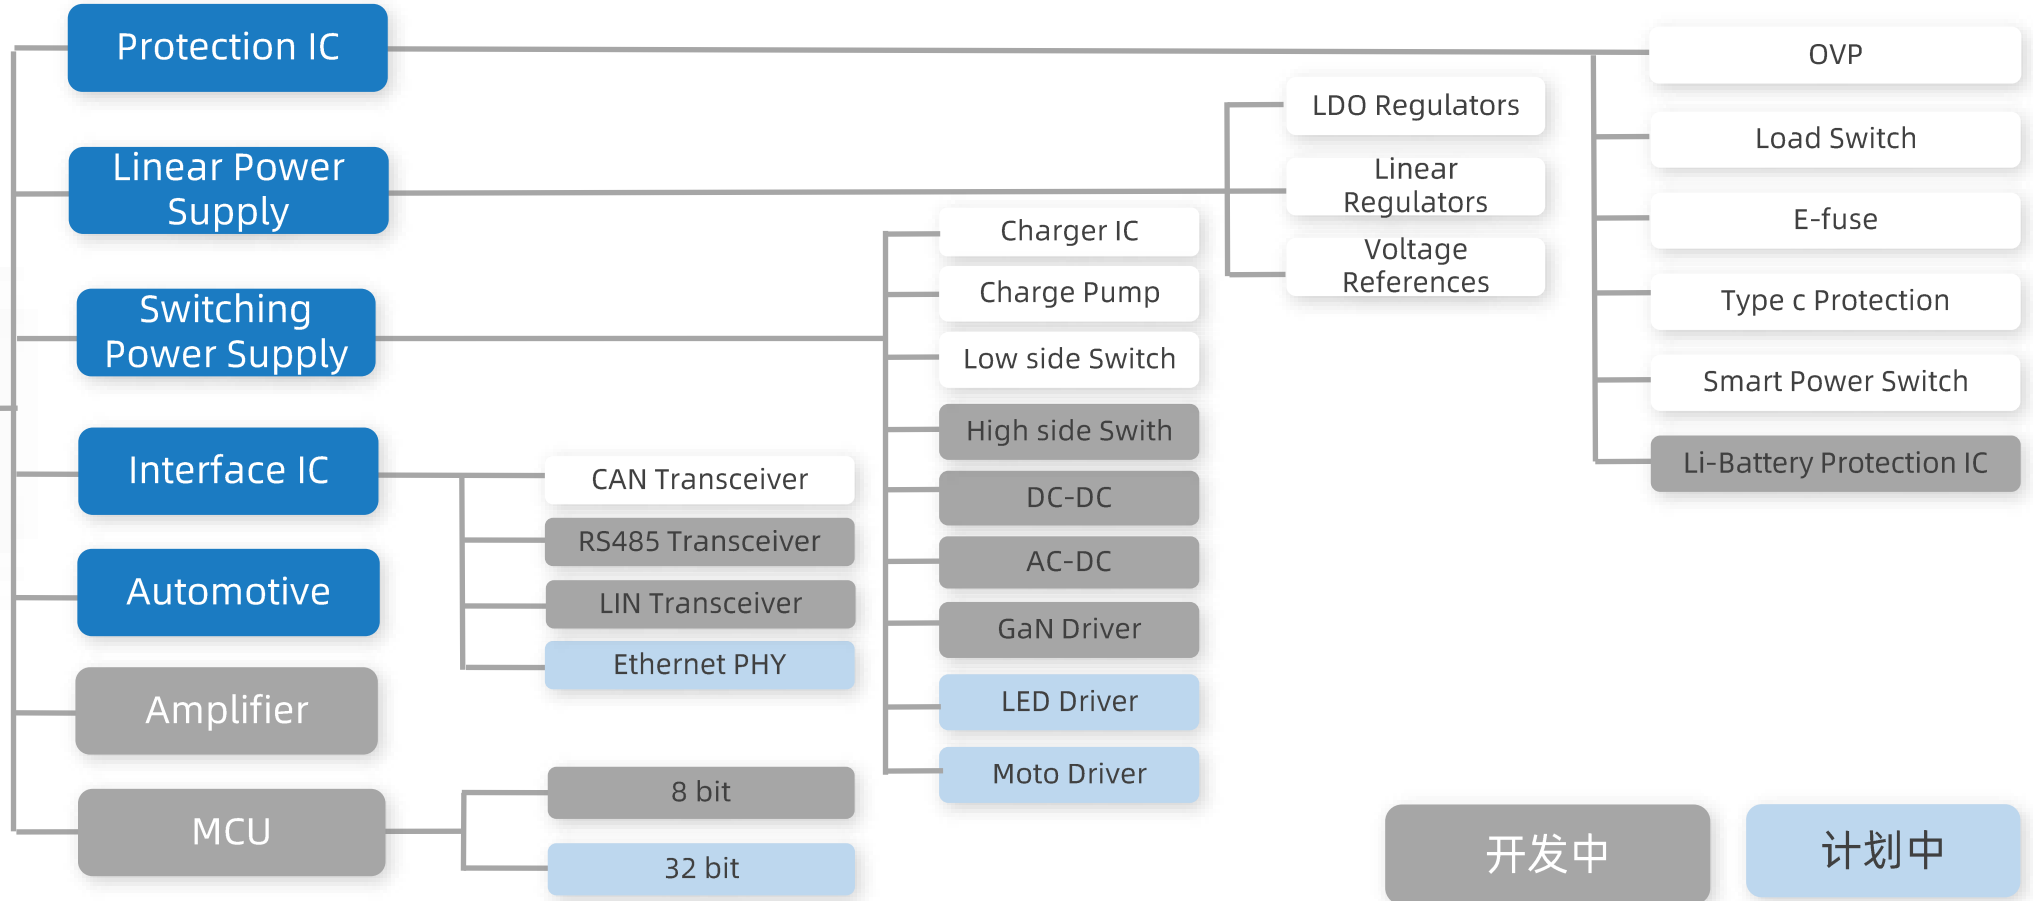 Protection IC
Linear Power
Supply
Switching
Power Supply
Interface IC
Automotive
Amplifier
MCU
CAN Transceiver
RS485 Transceiver
LIN Transceiver
Ethernet PHY
8 bit
32 bit
Charger IC
Charge Pump
Low side Switch
High side Swith
DC-DC
AC-DC
GaN Driver
LED Driver
Moto Driver
LDO Regulators
Linear
Regulators
Voltage
References
OVP
Load Switch
E-fuse
Type c Protection
Smart Power Switch
Li-Battery Protection IC
开发中
计划中